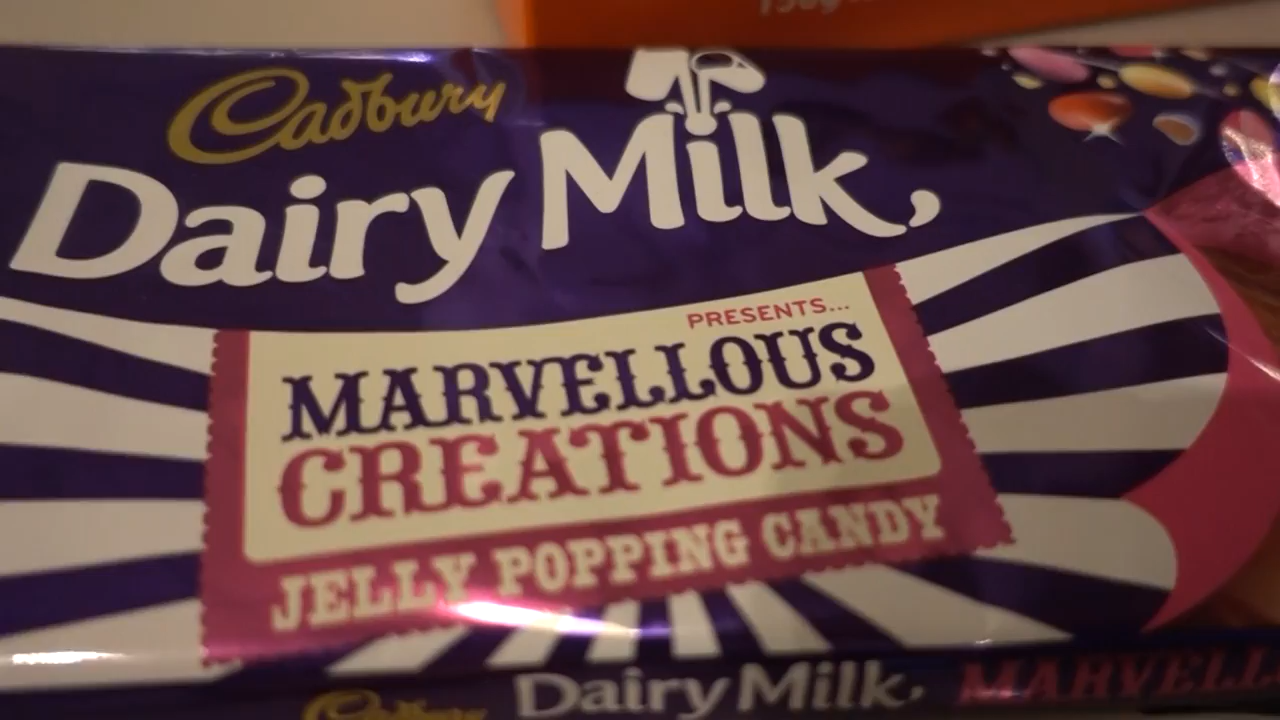 Cadbury
Dairy Milk
PRESENTS...
MARVELLOUS
CREATIONS
JELLY POPPING CANDY
Cadbury
Dairy Milk